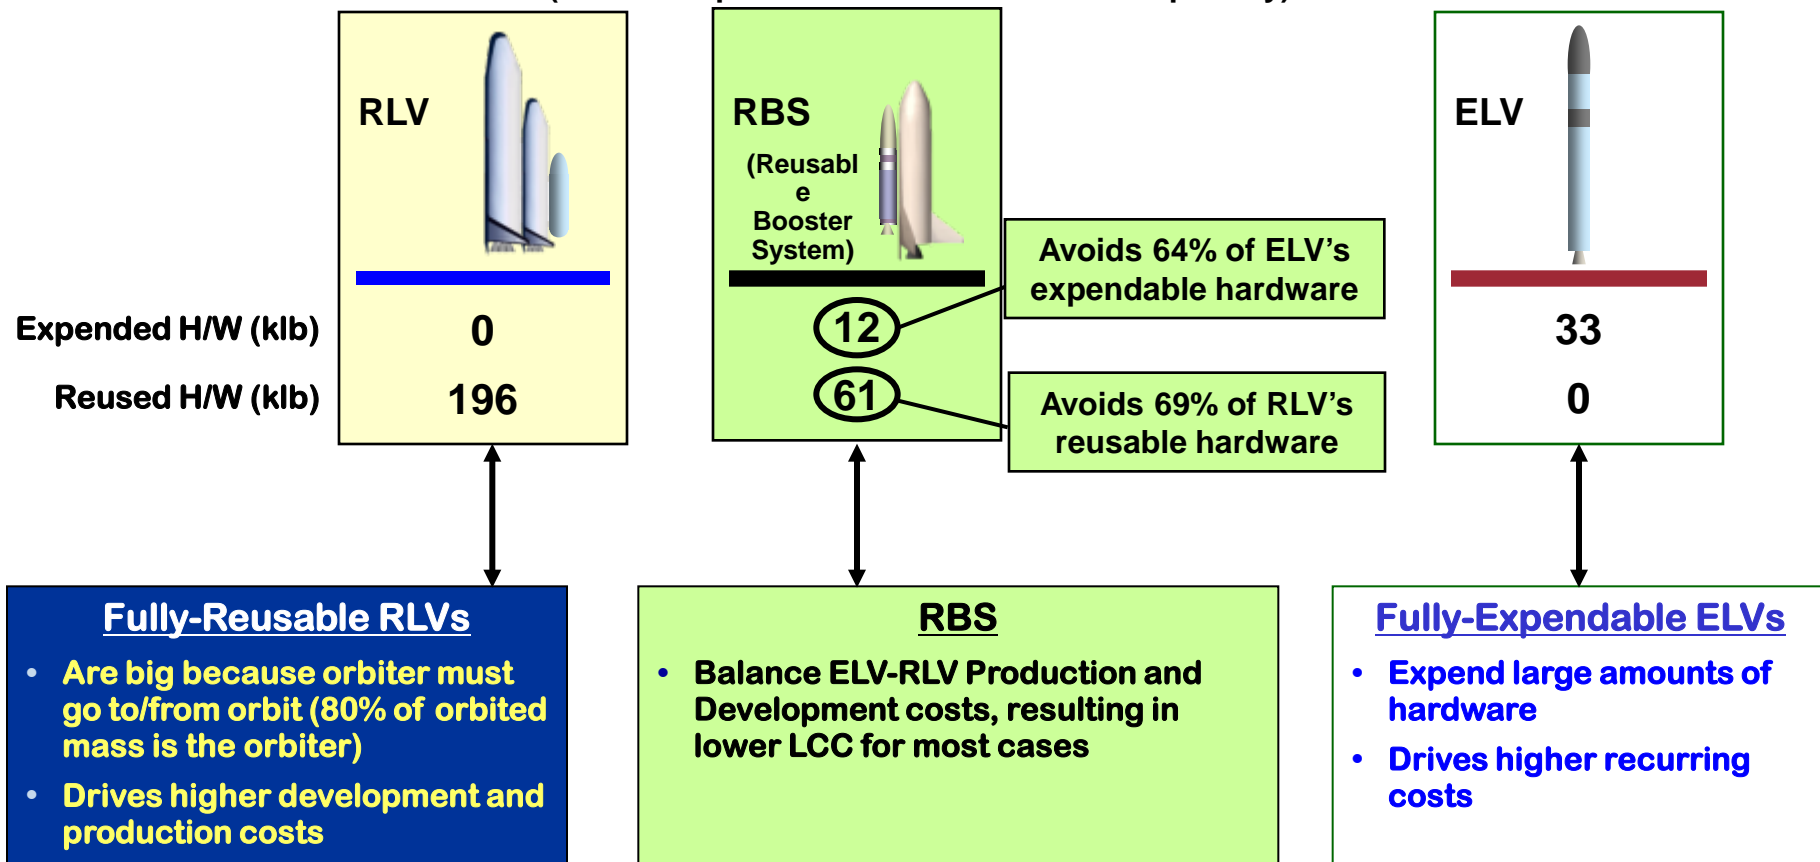 RLV
RBS
(Reusabl
e
Booster
System)
ELV
Avoids 64% of ELV’s
expendable hardware
Expended H/W (klb)
0
12
33
Reused H/W (klb)
196
61
0
Avoids 69% of RLV’s
reusable hardware
Fully-Reusable RLVs
• Are big because orbiter must
go to/from orbit (80% of orbited
mass is the orbiter)
• Drives higher development and
production costs
RBS
• Balance ELV-RLV Production and
Development costs, resulting in
lower LCC for most cases
Fully-Expendable ELVs
• Expend large amounts of
hardware
• Drives higher recurring
costs